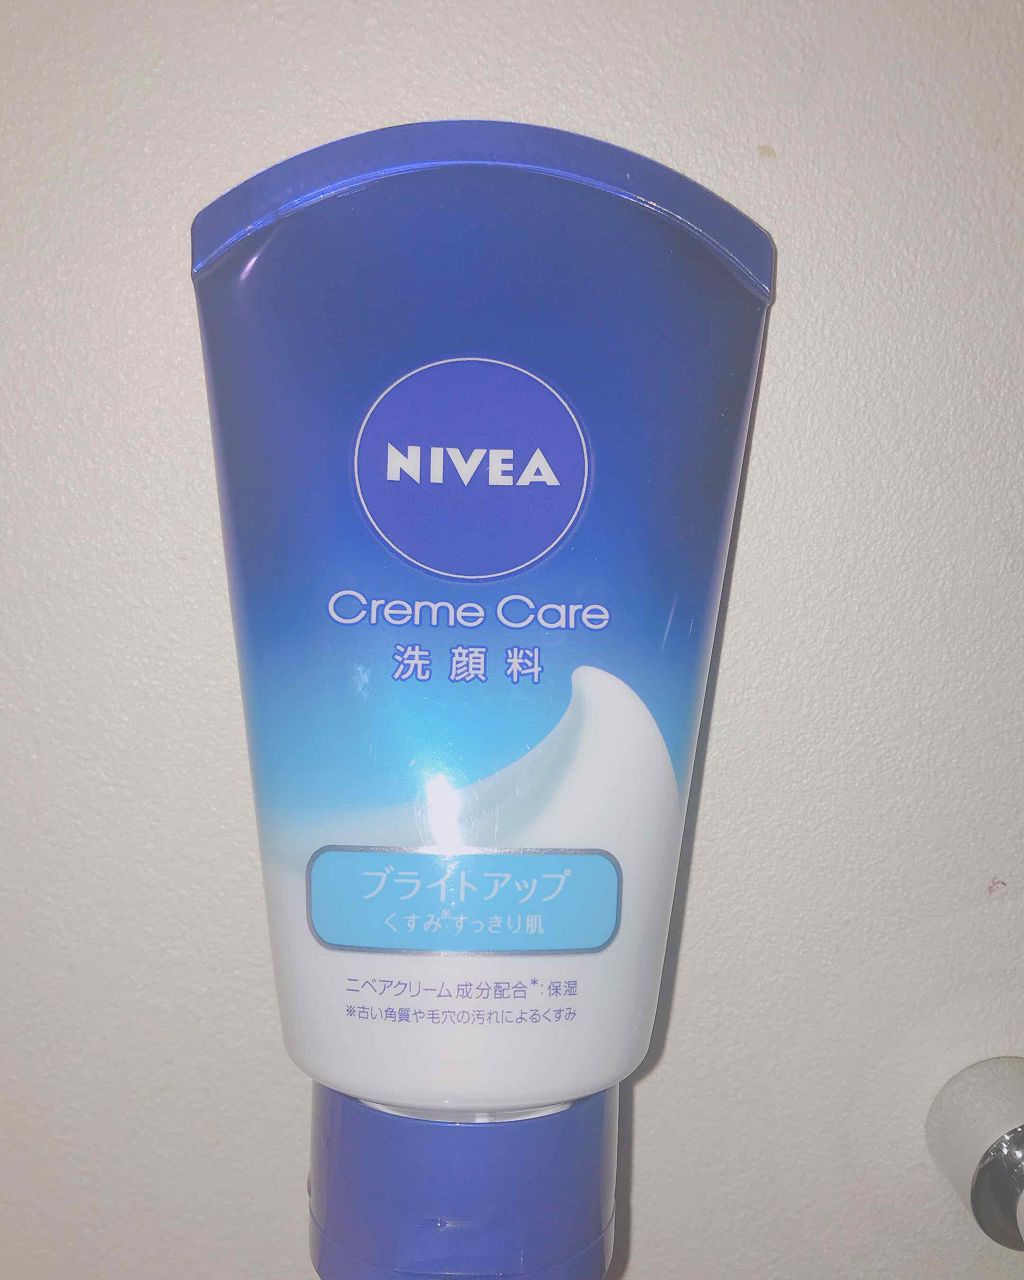 NIVEA
Creme Care
洗顔料
ブライトアップ
くすみ※すっきり肌
ニベアクリーム成分配合*:保湿
※古い角質や毛穴の汚れによるくすみ